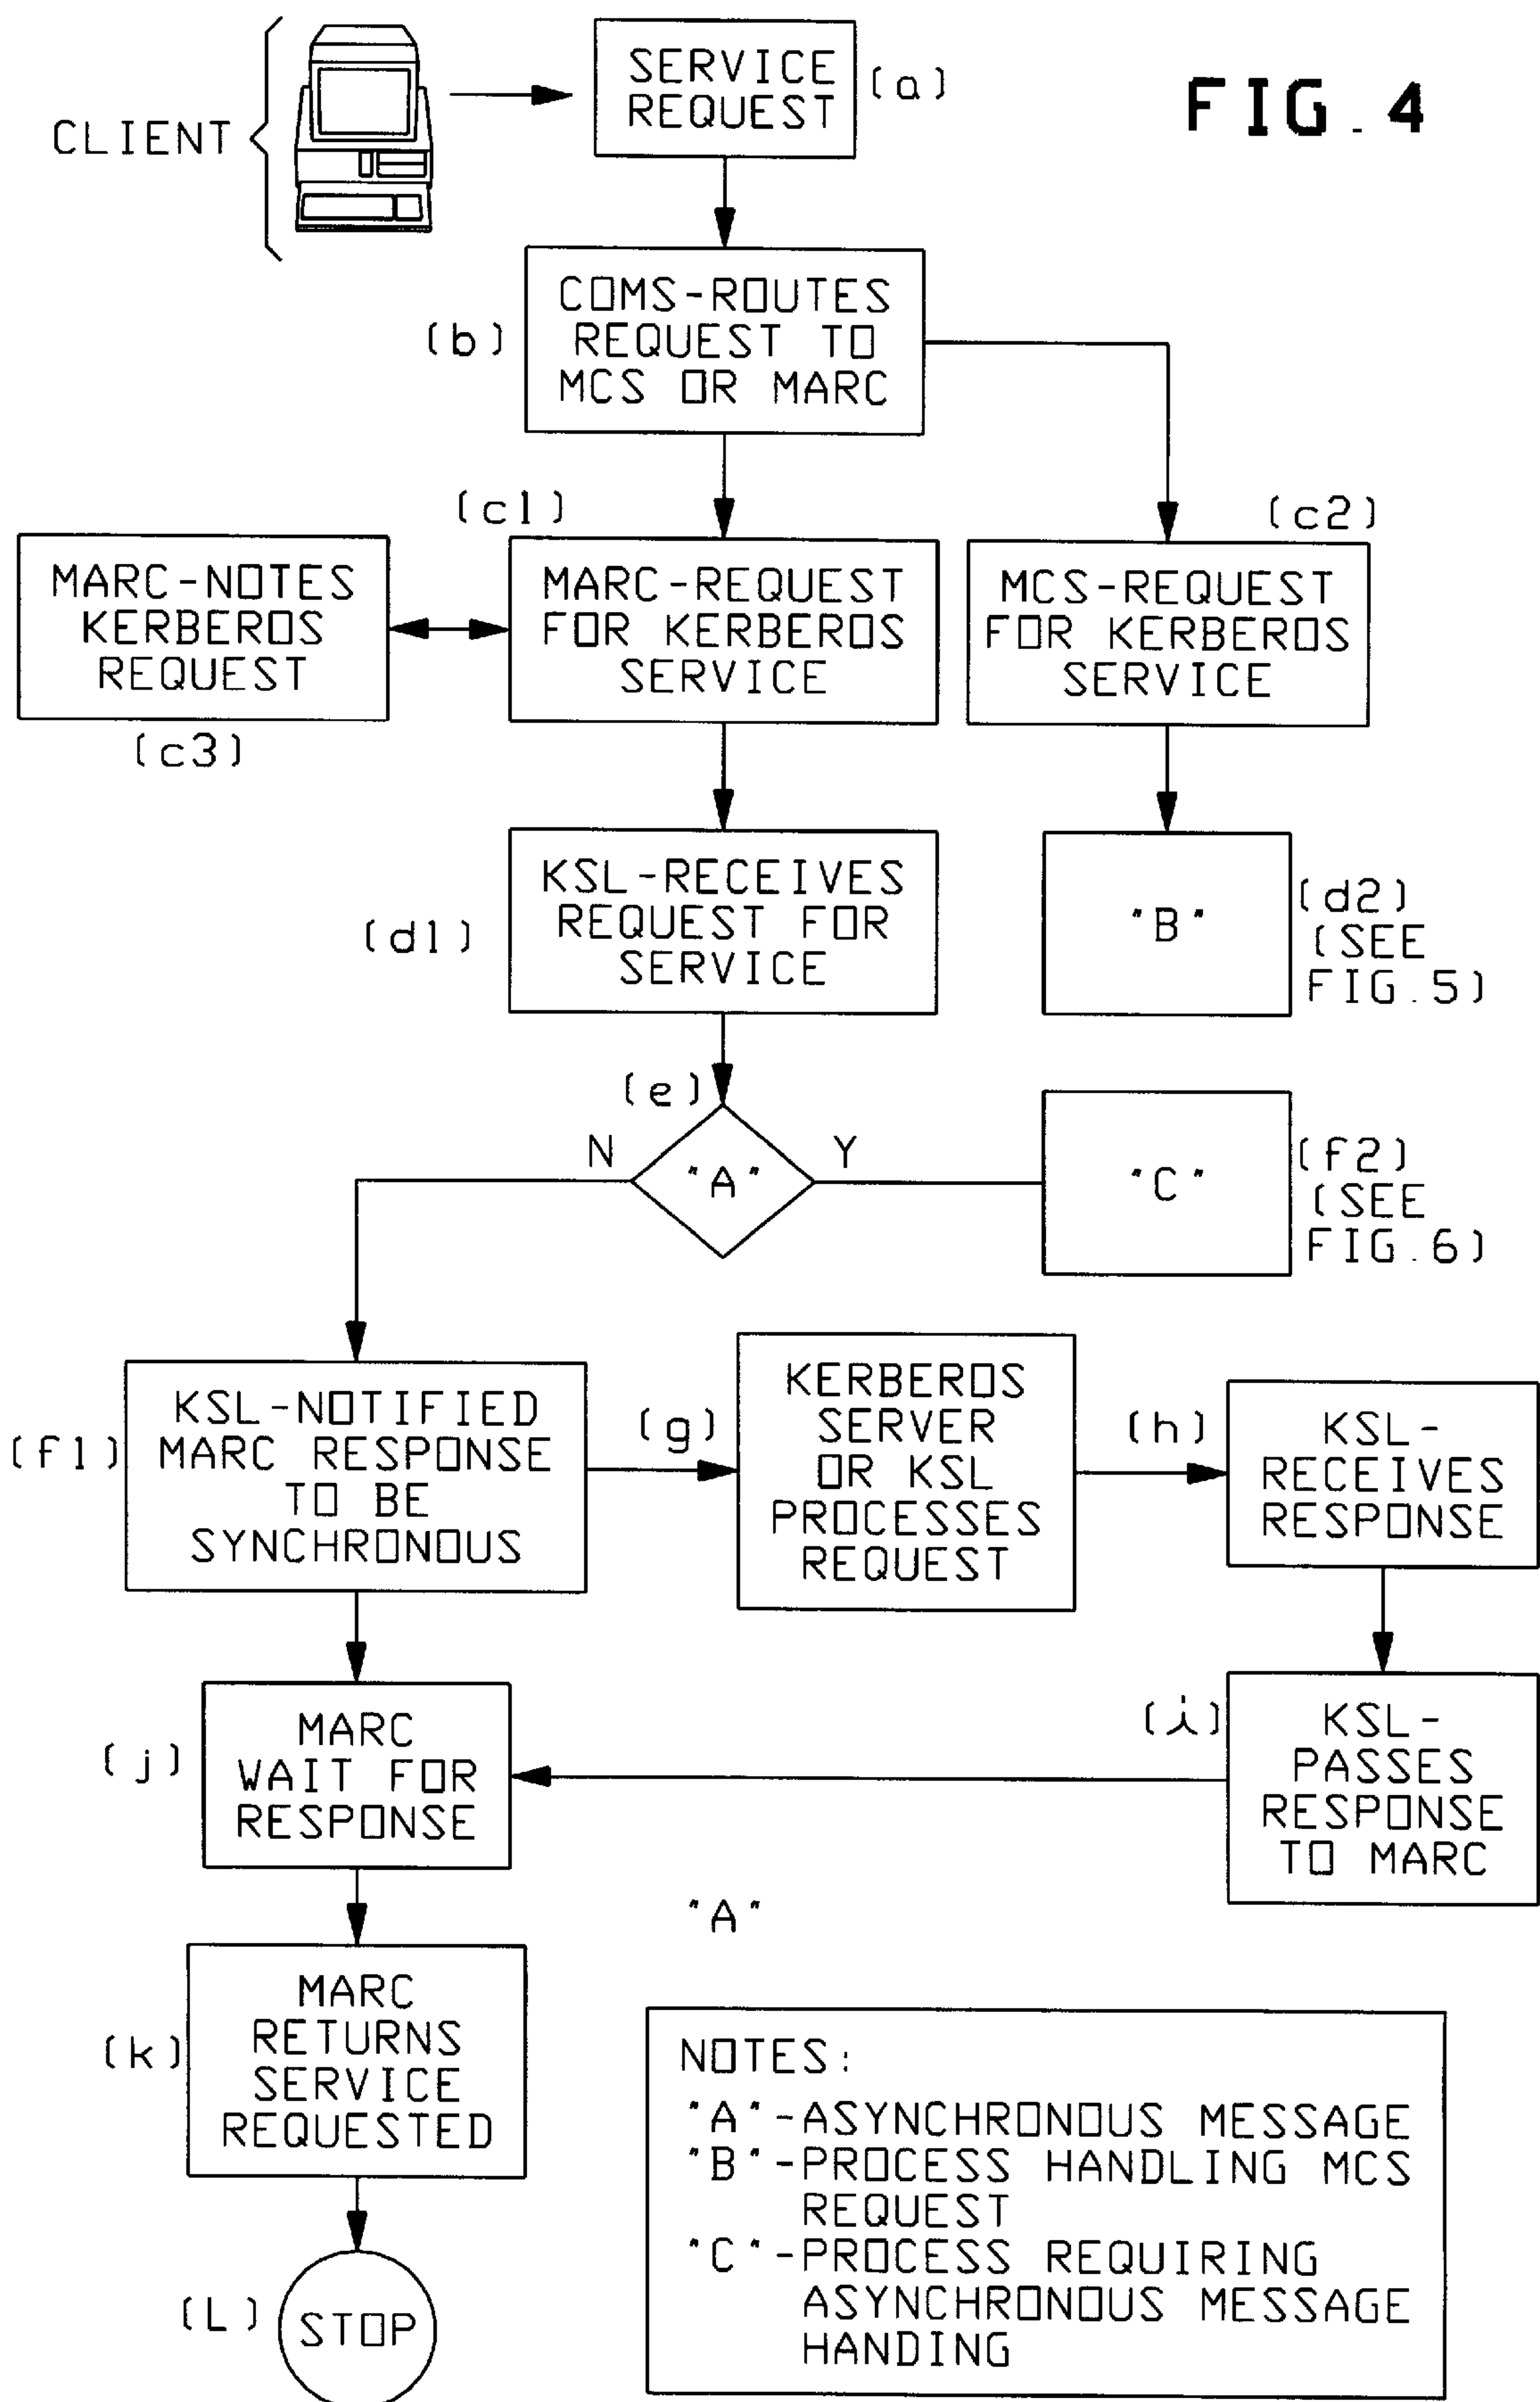 FIG. 4
CLIENT
SERVICE
REQUEST
(a)
COMS-ROUTES
REQUEST TO
MCS OR MARC
(b)
(c1)
(c2)
MARC-NOTES
KERBEROS
REQUEST
(c3)
MARC-REQUEST
FOR KERBEROS
SERVICE
MCS-REQUEST
FOR KERBEROS
SERVICE
(d1)
KSL-RECEIVES
REQUEST FOR
SERVICE
"B"
(d2)
(SEE
FIG.5)
(e)
N
"A"
Y
"C"
(f2)
(SEE
FIG.6)
(f1)
KSL-NOTIFIED
MARC RESPONSE
TO BE
SYNCHRONOUS
(g)
KERBEROS
SERVER
OR KSL
PROCESSES
REQUEST
(h)
KSL-
RECEIVES
RESPONSE
(j)
MARC
WAIT FOR
RESPONSE
(i)
KSL-
PASSES
RESPONSE
TO MARC
"A"
(k)
MARC
RETURNS
SERVICE
REQUESTED
(L)
STOP
NOTES:
"A"-ASYNCHRONOUS MESSAGE
"B"-PROCESS HANDLING MCS
REQUEST
"C"-PROCESS REQUIRING
ASYNCHRONOUS MESSAGE
HANDING